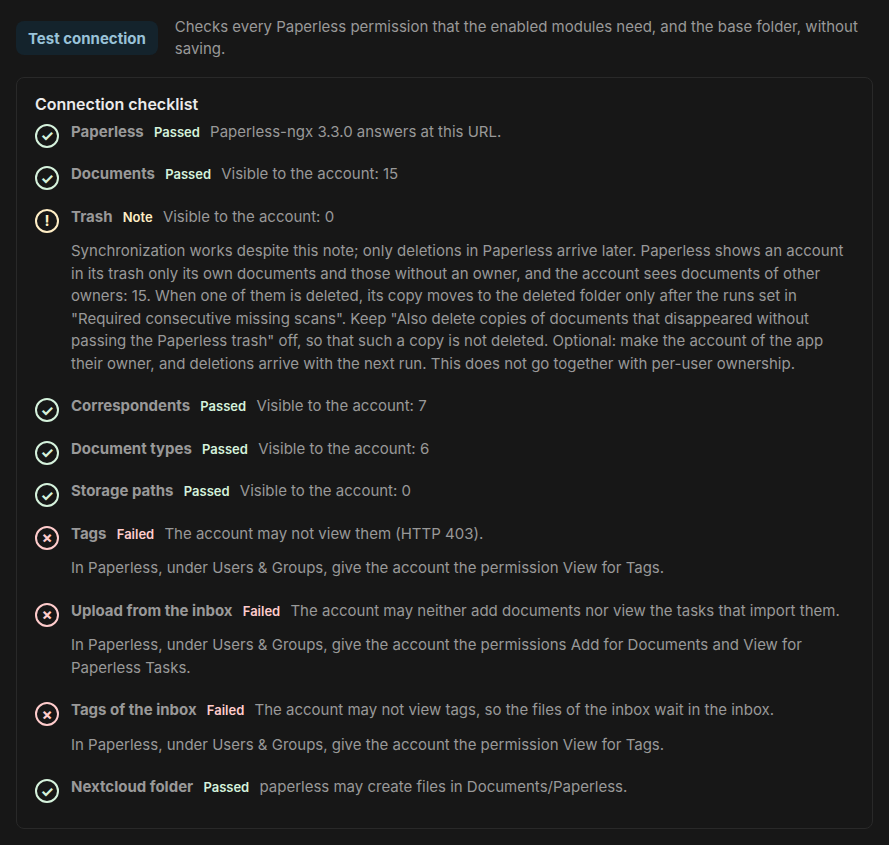 Test connection
Checks every Paperless permission that the enabled modules need, and the base folder, without
saving.
Connection checklist
Paperless Passed Paperless-ngx 3.3.0 answers at this URL.
Documents Passed Visible to the account: 15
Trash Note Visible to the account: 0
Synchronization works despite this note; only deletions in Paperless arrive later. Paperless shows an account
in its trash only its own documents and those without an owner, and the account sees documents of other
owners: 15. When one of them is deleted, its copy moves to the deleted folder only after the runs set in
"Required consecutive missing scans". Keep "Also delete copies of documents that disappeared without
passing the Paperless trash" off, so that such a copy is not deleted. Optional: make the account of the app
their owner, and deletions arrive with the next run. This does not go together with per-user ownership.
Correspondents Passed Visible to the account: 7
Document types Passed Visible to the account: 6
Storage paths Passed Visible to the account: 0
Tags Failed The account may not view them (HTTP 403).
In Paperless, under Users & Groups, give the account the permission View for Tags.
Upload from the inbox Failed The account may neither add documents nor view the tasks that import them.
In Paperless, under Users & Groups, give the account the permissions Add for Documents and View for
Paperless Tasks.
Tags of the inbox Failed The account may not view tags, so the files of the inbox wait in the inbox.
In Paperless, under Users & Groups, give the account the permission View for Tags.
Nextcloud folder Passed paperless may create files in Documents/Paperless.